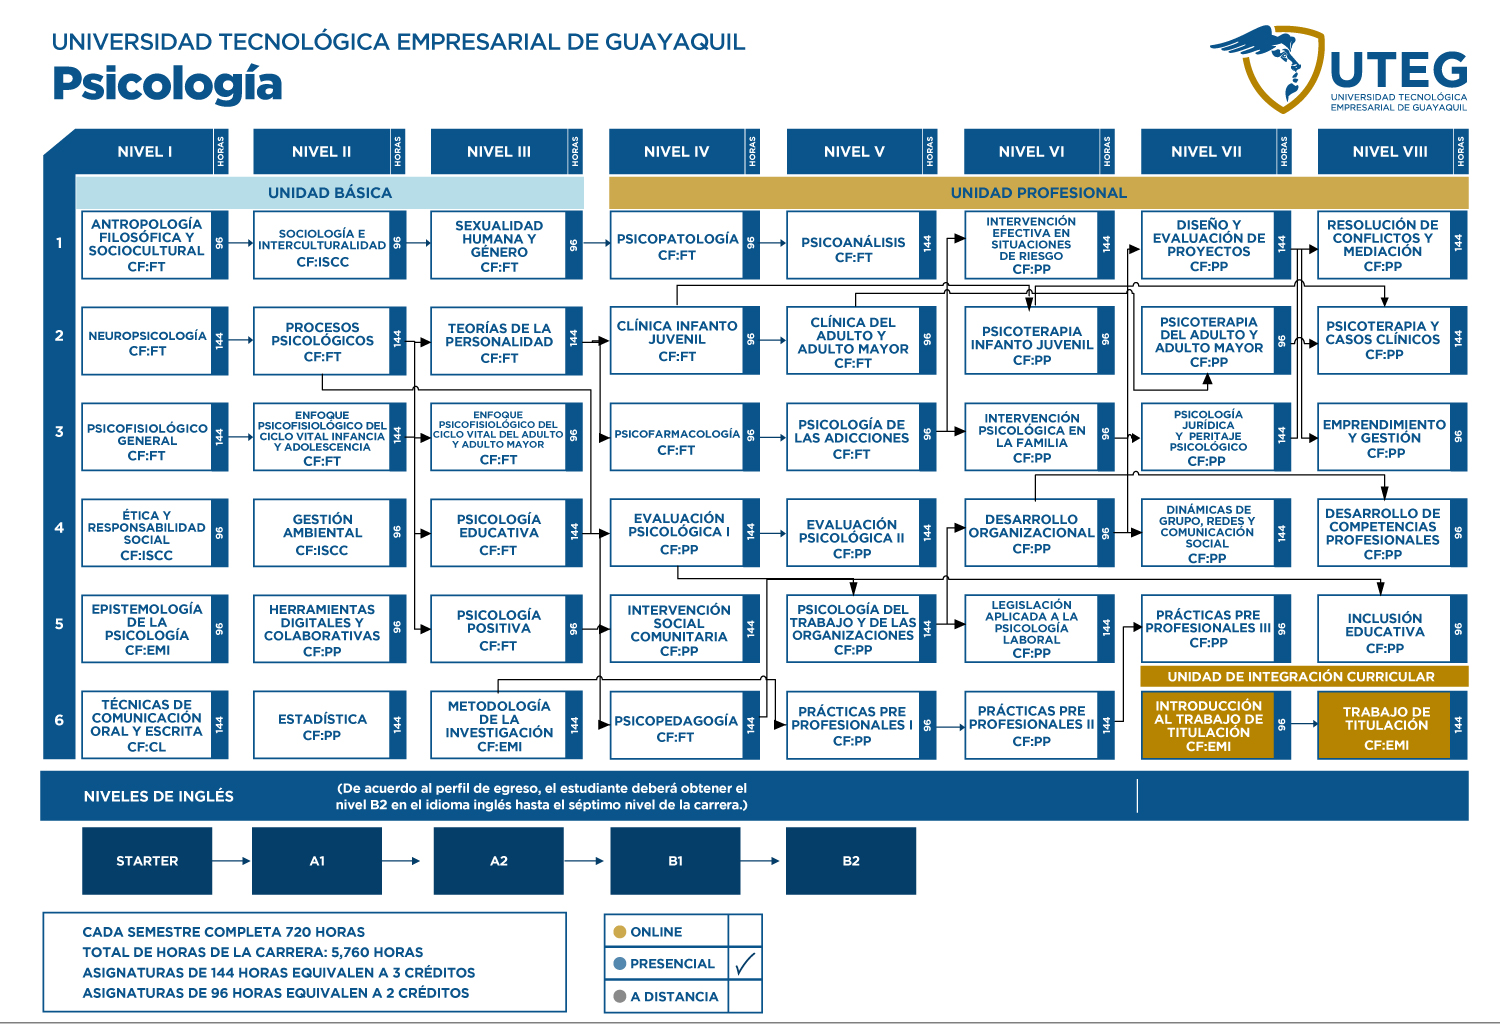 UNIVERSIDAD TECNOLÓGICA EMPRESARIAL DE GUAYAQUIL
Psicología
UTEG
UNIVERSIDAD TECNOLÓGICA
EMPRESARIAL DE GUAYAQUIL
NIVEL I
HORAS
NIVEL II
HORAS
NIVEL III
HORAS
NIVEL IV
HORAS
NIVEL V
HORAS
NIVEL VI
HORAS
NIVEL VII
HORAS
NIVEL VIII
HORAS
UNIDAD BÁSICA
UNIDAD PROFESIONAL
1
ANTROPOLOGÍA
FILOSÓFICA Y
SOCIOCULTURAL
CF:FT
96
SOCIOLOGÍA E
INTERCULTURALIDAD
CF:ISCC
96
SEXUALIDAD
HUMANA Y
GÉNERO
CF:FT
96
PSICOPATOLOGÍA
CF:FT
144
PSICOANÁLISIS
CF:FT
144
INTERVENCIÓN
EFECTIVA EN
SITUACIONES
DE RIESGO
CF:PP
144
DISEÑO Y
EVALUACIÓN DE
PROYECTOS
CF:PP
144
RESOLUCIÓN DE
CONFLICTOS Y
MEDIACIÓN
CF:PP
144
2
NEUROPSICOLOGÍA
CF:FT
144
PROCESOS
PSICOLÓGICOS
CF:FT
144
TEORÍAS DE LA
PERSONALIDAD
CF:FT
144
CLÍNICA INFANTO
JUVENIL
CF:FT
96
CLÍNICA DEL
ADULTO Y
ADULTO MAYOR
CF:FT
96
PSICOTERAPIA
INFANTO JUVENIL
CF:PP
96
PSICOTERAPIA
DEL ADULTO Y
ADULTO MAYOR
CF:PP
96
PSICOTERAPIA Y
CASOS CLÍNICOS
CF:PP
144
3
PSICOFISIOLÓGICO
GENERAL
CF:FT
144
ENFOQUE
PSICOFISIOLÓGICO DEL
CICLO VITAL INFANCIA
Y ADOLESCENCIA
CF:FT
144
ENFOQUE
PSICOFISIOLÓGICO DEL
CICLO VITAL DEL ADULTO
Y ADULTO MAYOR
CF:FT
96
PSICOFARMACOLOGÍA
CF:FT
96
PSICOLOGÍA DE
LAS ADICCIONES
CF:FT
96
INTERVENCIÓN
PSICOLÓGICA EN
LA FAMILIA
CF:PP
96
PSICOLOGÍA
JURÍDICA
Y PERITAJE
PSICOLÓGICO
CF:PP
144
EMPRENDIMIENTO
Y GESTIÓN
CF:PP
96
4
ÉTICA Y
RESPONSABILIDAD
SOCIAL
CF:ISCC
96
GESTIÓN
AMBIENTAL
CF:ISCC
96
PSICOLOGÍA
EDUCATIVA
CF:FT
144
EVALUACIÓN
PSICOLÓGICA I
CF:PP
144
EVALUACIÓN
PSICOLÓGICA II
CF:PP
144
DESARROLLO
ORGANIZACIONAL
CF:PP
96
DINÁMICAS DE
GRUPO, REDES Y
COMUNICACIÓN
SOCIAL
CF:PP
144
DESARROLLO DE
COMPETENCIAS
PROFESIONALES
CF:PP
96
5
EPISTEMOLOGÍA
DE LA
PSICOLOGÍA
CF:EMI
96
HERRAMIENTAS
DIGITALES Y
COLABORATIVAS
CF:PP
96
PSICOLOGÍA
POSITIVA
CF:FT
96
INTERVENCIÓN
SOCIAL
COMUNITARIA
CF:PP
144
PSICOLOGÍA DEL
TRABAJO Y DE LAS
ORGANIZACIONES
CF:PP
144
LEGISLACIÓN
APLICADA A LA
PSICOLOGÍA
LABORAL
CF:PP
144
PRÁCTICAS PRE
PROFESIONALES III
CF:PP
96
INCLUSIÓN
EDUCATIVA
CF:PP
96
UNIDAD DE INTEGRACIÓN CURRICULAR
6
TÉCNICAS DE
COMUNICACIÓN
ORAL Y ESCRITA
CF:CL
144
ESTADÍSTICA
CF:PP
144
METODOLOGÍA
DE LA
INVESTIGACIÓN
CF:EMI
144
PSICOPEDAGOGÍA
CF:FT
144
PRÁCTICAS PRE
PROFESIONALES I
CF:PP
96
PRÁCTICAS PRE
PROFESIONALES II
CF:PP
144
INTRODUCCIÓN
AL TRABAJO DE
TITULACIÓN
CF:EMI
96
TRABAJO DE
TITULACIÓN
CF:EMI
144
NIVELES DE INGLÉS
(De acuerdo al perfil de egreso, el estudiante deberá obtener el
nivel B2 en el idioma inglés hasta el séptimo nivel de la carrera.)
STARTER
A1
A2
B1
B2
CADA SEMESTRE COMPLETA 720 HORAS
TOTAL DE HORAS DE LA CARRERA: 5,760 HORAS
ASIGNATURAS DE 144 HORAS EQUIVALEN A 3 CRÉDITOS
ASIGNATURAS DE 96 HORAS EQUIVALEN A 2 CRÉDITOS
ONLINE
PRESENCIAL
A DISTANCIA